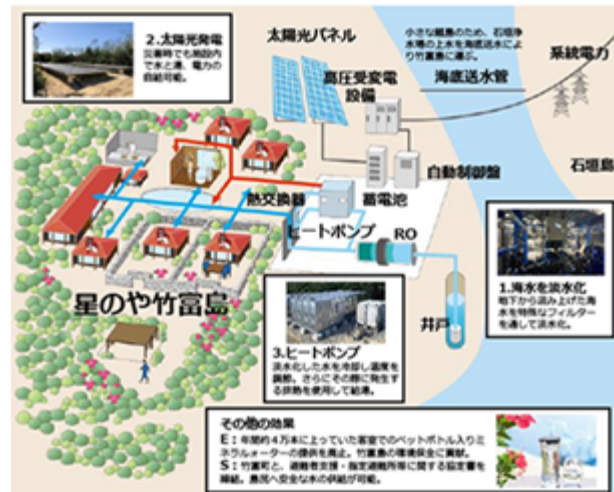 2.太陽光発電
災害時でも施設内で水と湯、電力の自給可能。
太陽光パネル
高圧受変電
設備
小さな離島のため、石垣浄
水場の上水を海底送水によ
り竹富島に運ぶ。
海底送水管
系統電力
石垣島
自動制御盤
蓄電池
熱交換器
ヒートポンプ
RO
井戸
星のや竹富島
1.海水を淡水化
地下から汲み上げた海
水を特殊なフィルター
を通して淡水化。
3.ヒートポンプ
淡水化した水を冷却し温度を
調節。さらにその際に発生す
る排熱を使用して給湯。
その他の効果
E：年間約4万本に上っていた客室でのペットボトル入りミ
ネラルウォーターの提供を廃止。竹富島の環境保全に貢献。
S：竹富町と、避難者支援・指定避難所等に関する協定書を
締結。島民へ安全な水の供給が可能。